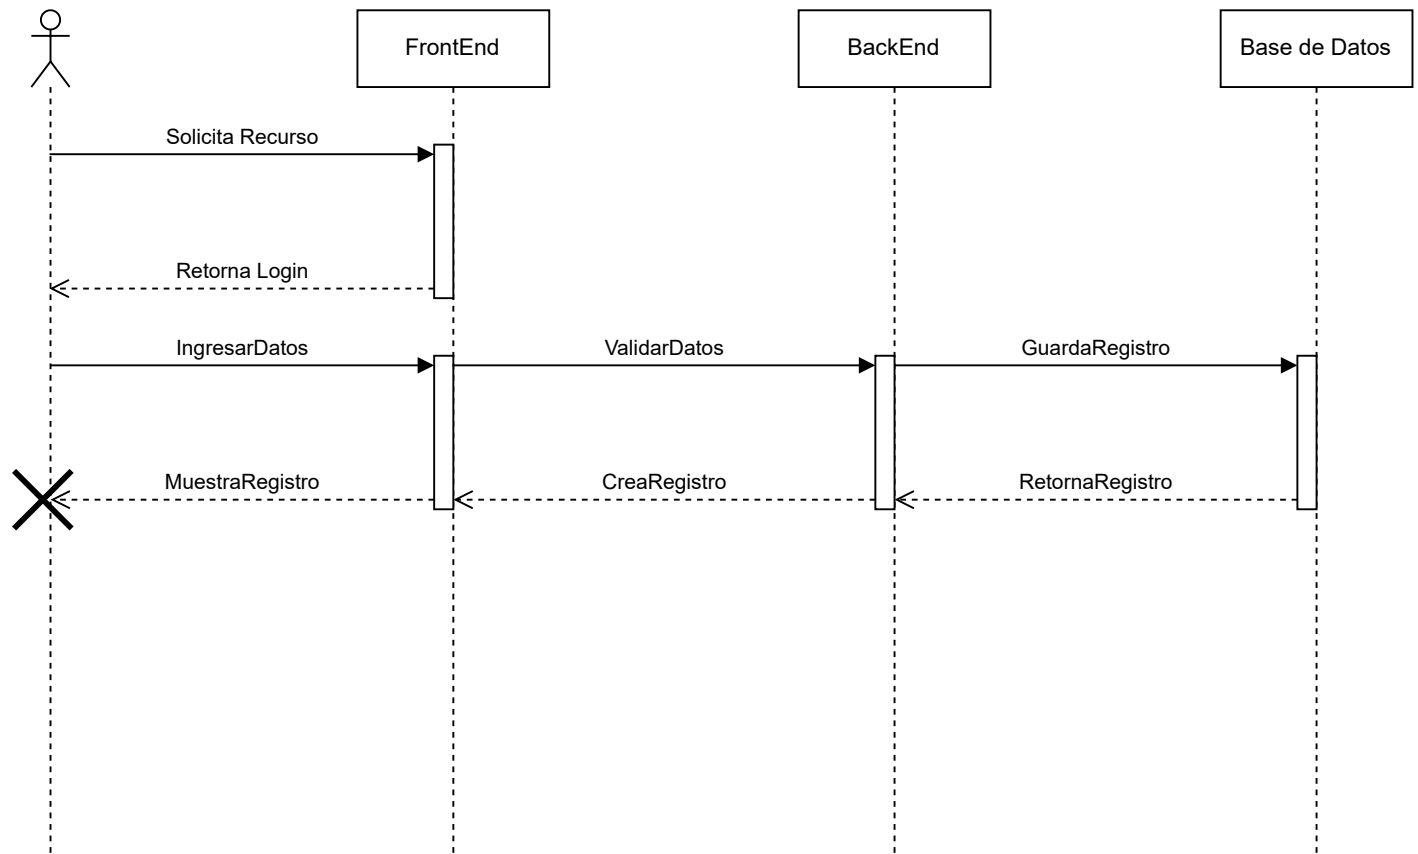 FrontEnd
BackEnd
Base de Datos
Solicita Recurso
Retorna Login
IngresarDatos
ValidarDatos
GuardaRegistro
MuestraRegistro
CreaRegistro
RetornaRegistro